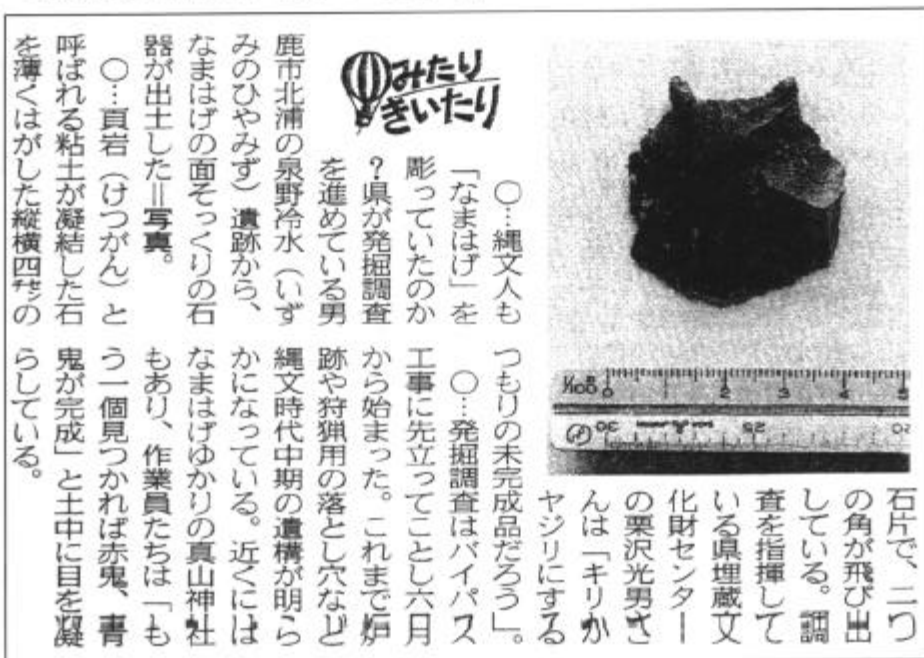 みたり
きいたり
○…縄文人も
「なまはげ」を
彫っていたのか
?県が発掘調査
を進めている男
鹿市北浦の泉野冷水(いず
みのひやみず)遺跡から、
なまはげの面そっくりの石
器が出土した=写真。
○…頁岩(けつがん)と
呼ばれる粘土が凝結した石
を薄くはがした縦横四㌢の
石片で、二つ
の角が飛び出
している。調
査を指揮して
いる県埋蔵文
化財センター
の栗沢光男さ
んは「キリか
ヤジリにする
つもりの未完成品だろう」。
○…発掘調査はバイパス
工事に先立ってことし六月
から始まった。これまで炉
跡や狩猟用の落とし穴など
縄文時代中期の遺構が明ら
かになっている。近くには
なまはげゆかりの真山神社
もあり、作業員たちは「も
う一個見つかれば赤鬼、青
鬼が完成」と土中に目を凝
らしている。
0 1 2 3 4 5
30 25 20